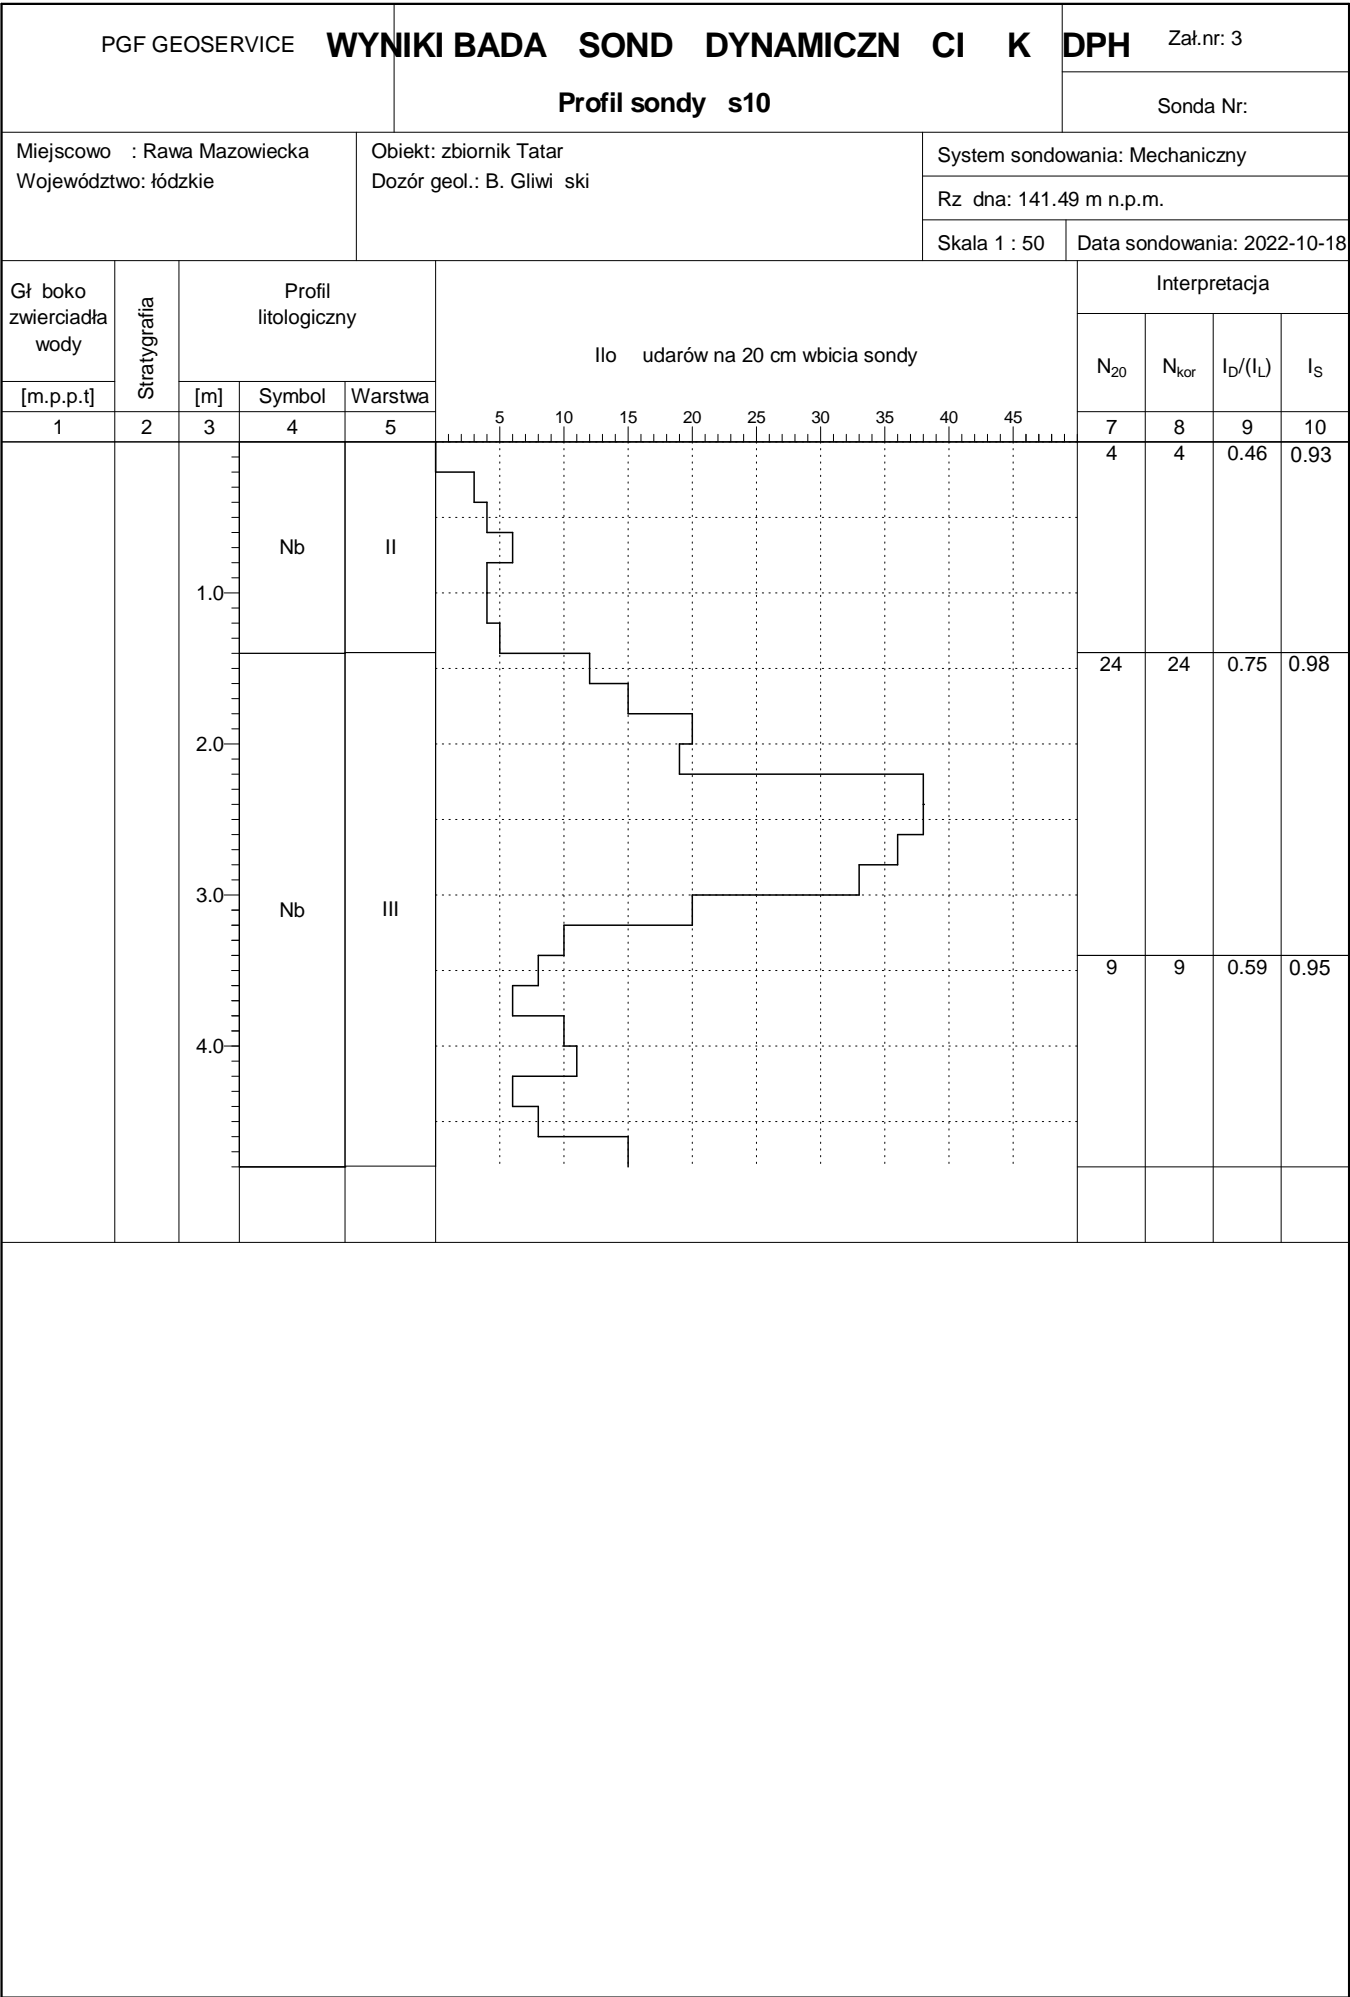 PGF GEOSERVICE
WYNIKI BADA SOND DYNAMICZN CI K DPH
Zał.nr: 3
Profil sondy s10
Sonda Nr:
Miejscowo : Rawa Mazowiecka
Województwo: łódzkie
Obiekt: zbiornik Tatar
Dozór geol.: B. Gliwi ski
System sondowania: Mechaniczny
Rz dna: 141.49 m n.p.m.
Skala 1 : 50
Data sondowania: 2022-10-18
Gł boko
zwierciadła
wody
[m.p.p.t]
Stratygrafia
Profil
litologiczny
[m] Symbol Warstwa
Ilo udarów na 20 cm wbicia sondy
Interpretacja
N20 Nkor ID/(IL) IS
5 10 15 20 25 30 35 40 45
1 2 3 4 5 7 8 9 10
4 4 0.46 0.93
Nb II
1.0
24 24 0.75 0.98
2.0
3.0
Nb III
9 9 0.59 0.95
4.0